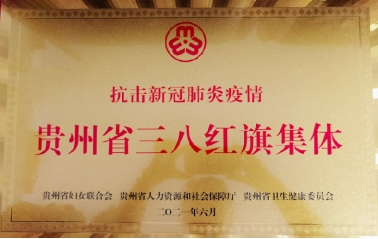 抗击新冠肺炎疫情
贵州省三八红旗集体
贵州省妇女联合会 贵州省人力资源和社会保障厅 贵州省卫生健康委员会
二〇二一年六月